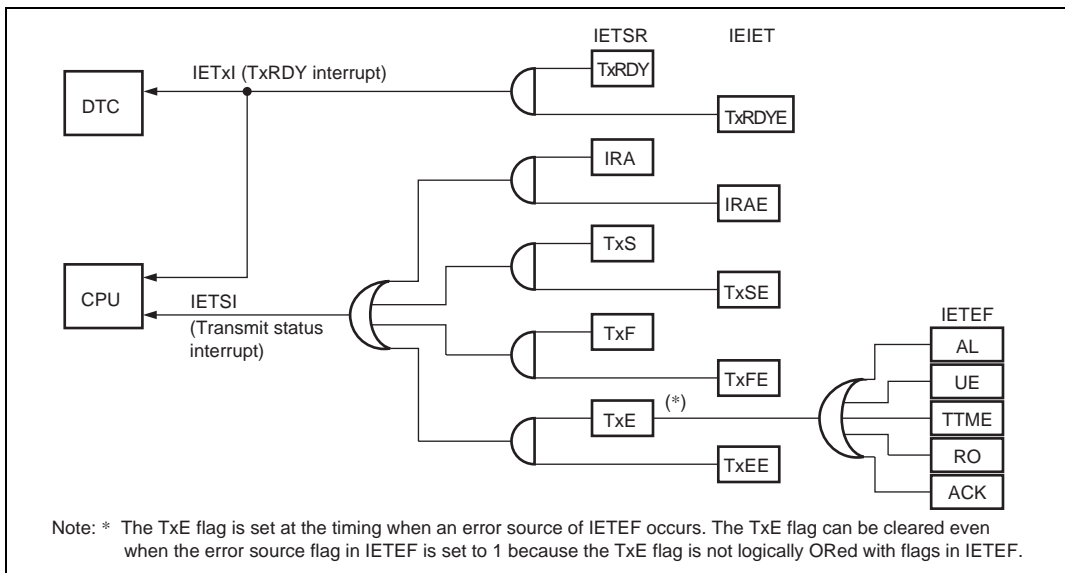 IETSR
IEIET
IETxI (TxRDY interrupt)
TxRDY
DTC
TxRDYE
IRA
IRAE
TxS
CPU
IETSI
(Transmit status
interrupt)
TxSE
IETEF
TxF
AL
TxFE
UE
TxE
(*)
TTME
TxEE
RO
ACK
Note: * The TxE flag is set at the timing when an error source of IETEF occurs. The TxE flag can be cleared even
when the error source flag in IETEF is set to 1 because the TxE flag is not logically ORed with flags in IETEF.